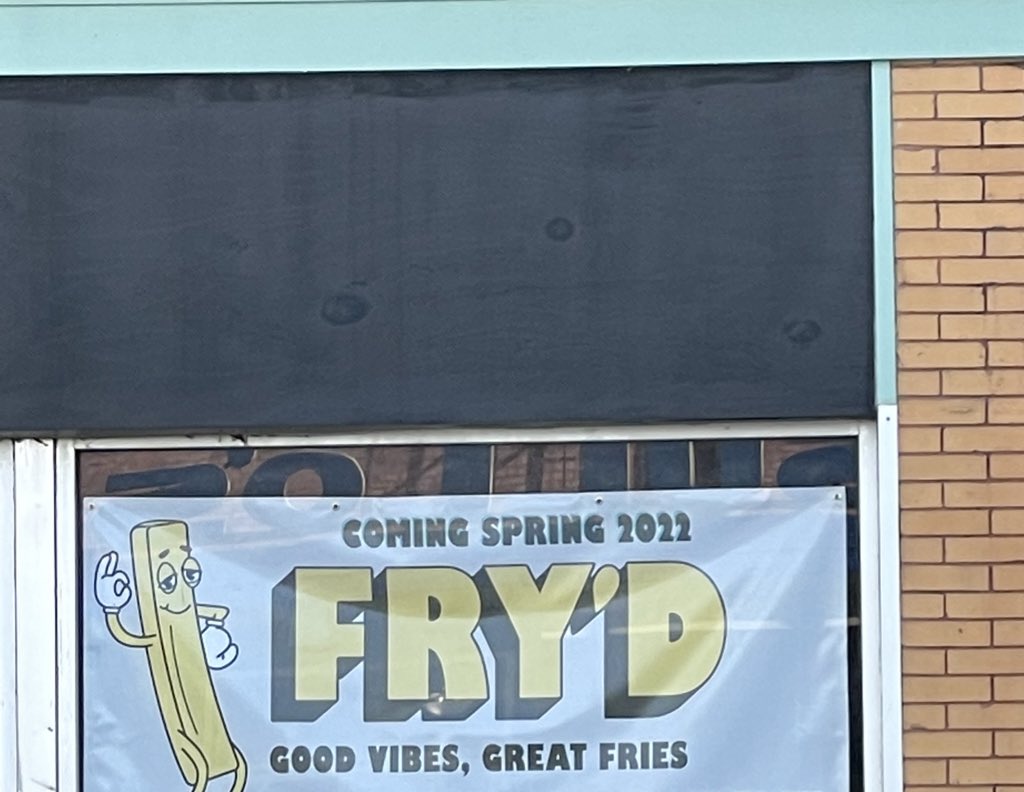 COMING SPRING 2022
FRY'D
GOOD VIBES, GREAT FRIES